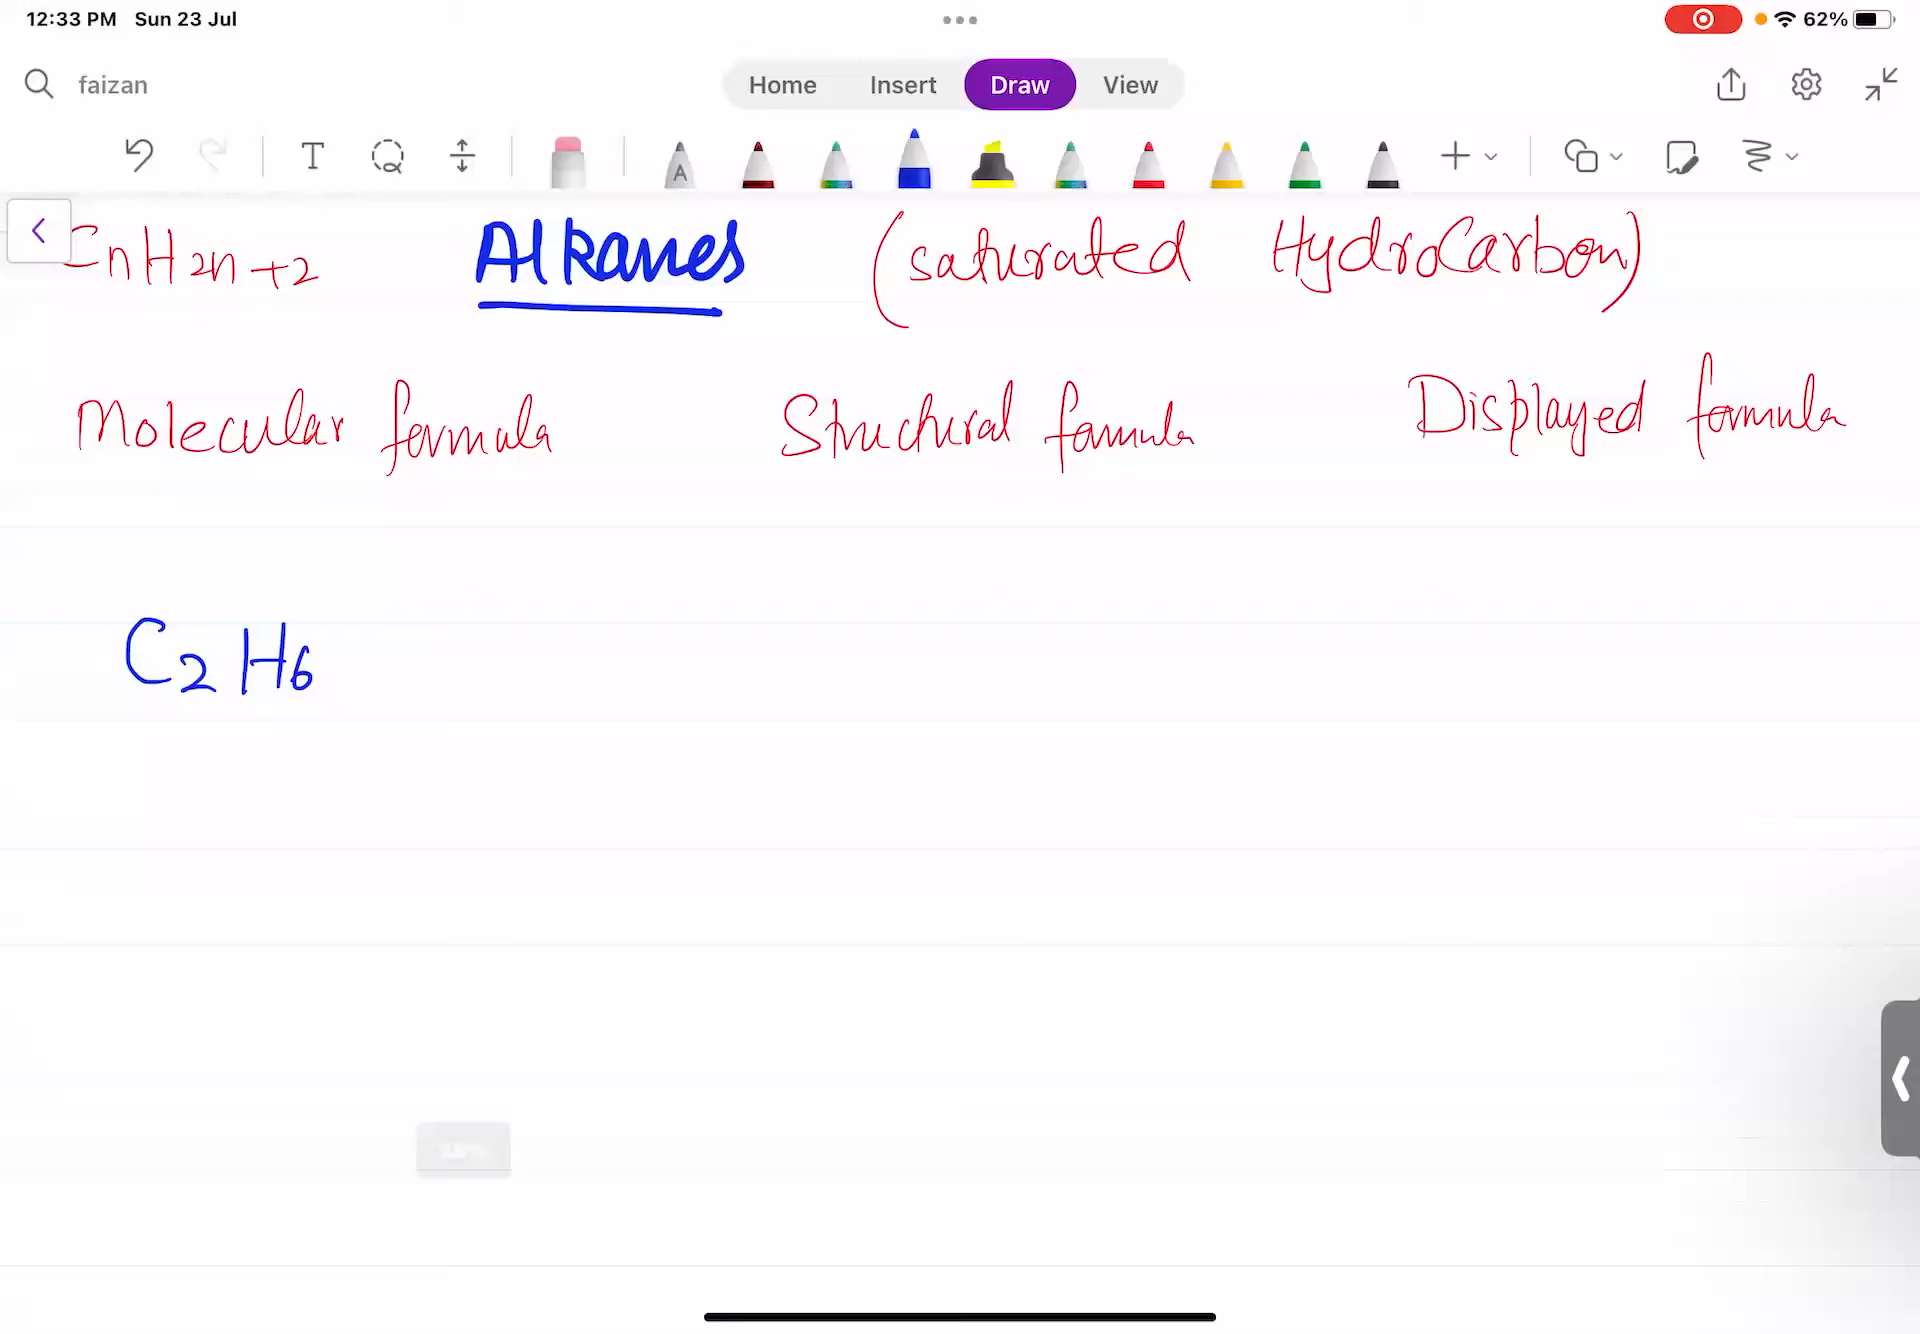 12:33 PM Sun 23 Jul
62%
faizan
Home Insert Draw View
T
A
CnH2n+2 Alkanes (saturated HydroCarbon)
Molecular formula Structural formula Displayed formula
C2H6